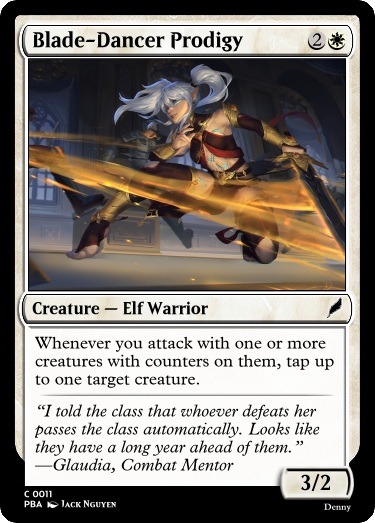 Blade-Dancer Prodigy 2
Creature — Elf Warrior
Whenever you attack with one or more
creatures with counters on them, tap up
to one target creature.
“I told the class that whoever defeats her
passes the class automatically. Looks like
they have a long year ahead of them.”
—Glaudia, Combat Mentor
3/2
C 0011
PBA Jack Nguyen
Denny